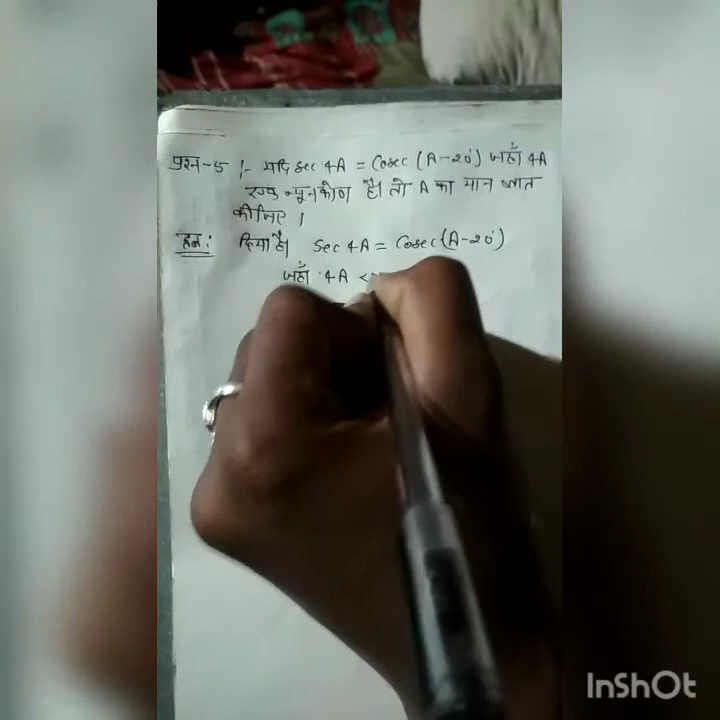 प्रश्न-5 :- यदि Sec 4A = Cosec (A-20°) जहाँ 4A
एक न्यूनकोण है। तो A का मान ज्ञात
कीजिए।
हल: दिया है। Sec 4A = Cosec (A-20°)
जहाँ 4A <
InShOt